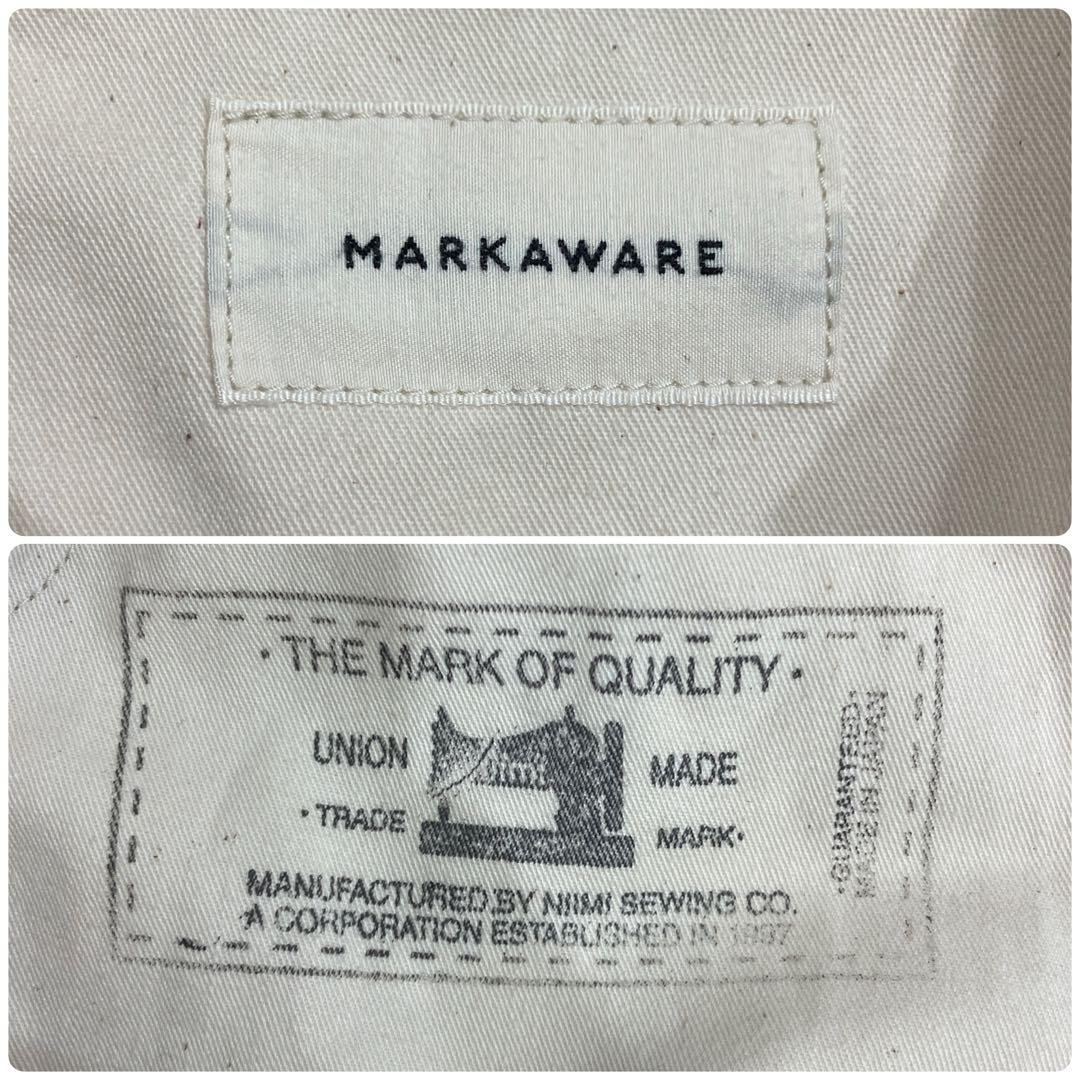 MARKAWARE
· THE MARK OF QUALITY ·
UNION MADE
· TRADE MARK ·
MANUFACTURED BY NIIMI SEWING CO.
A CORPORATION ESTABLISHED IN
· GUARANTEED ·
MADE IN JAPAN